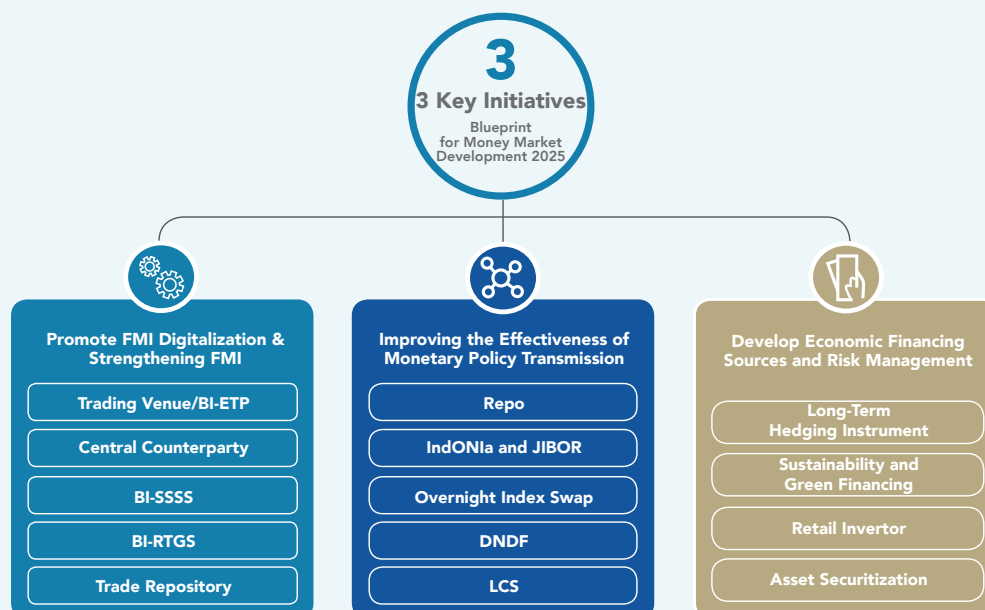 3
3 Key Initiatives
Blueprint
for Money Market
Development 2025
Promote FMI Digitalization &
Strengthening FMI
Trading Venue/BI-ETP
Central Counterparty
BI-SSSS
BI-RTGS
Trade Repository
Improving the Effectiveness of
Monetary Policy Transmission
Repo
IndONIa and JIBOR
Overnight Index Swap
DNDF
LCS
Develop Economic Financing
Sources and Risk Management
Long-Term
Hedging Instrument
Sustainability and
Green Financing
Retail Invertor
Asset Securitization